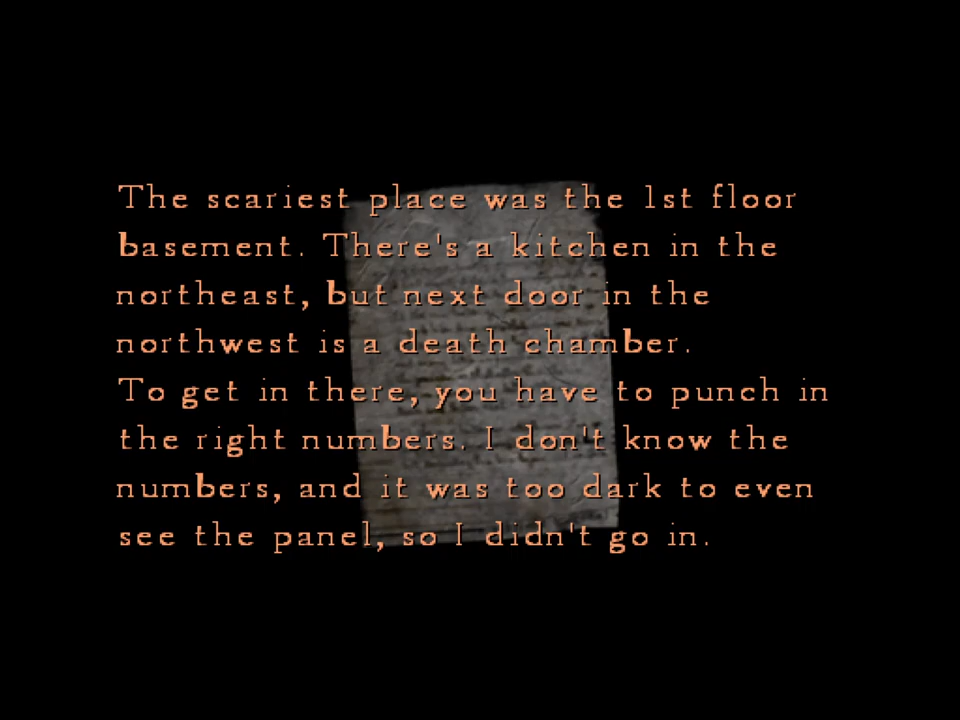 The scariest place was the 1st floor
basement. There's a kitchen in the
northeast, but next door in the
northwest is a death chamber.
To get in there, you have to punch in
the right numbers. I don't know the
numbers, and it was too dark to even
see the panel, so I didn't go in.